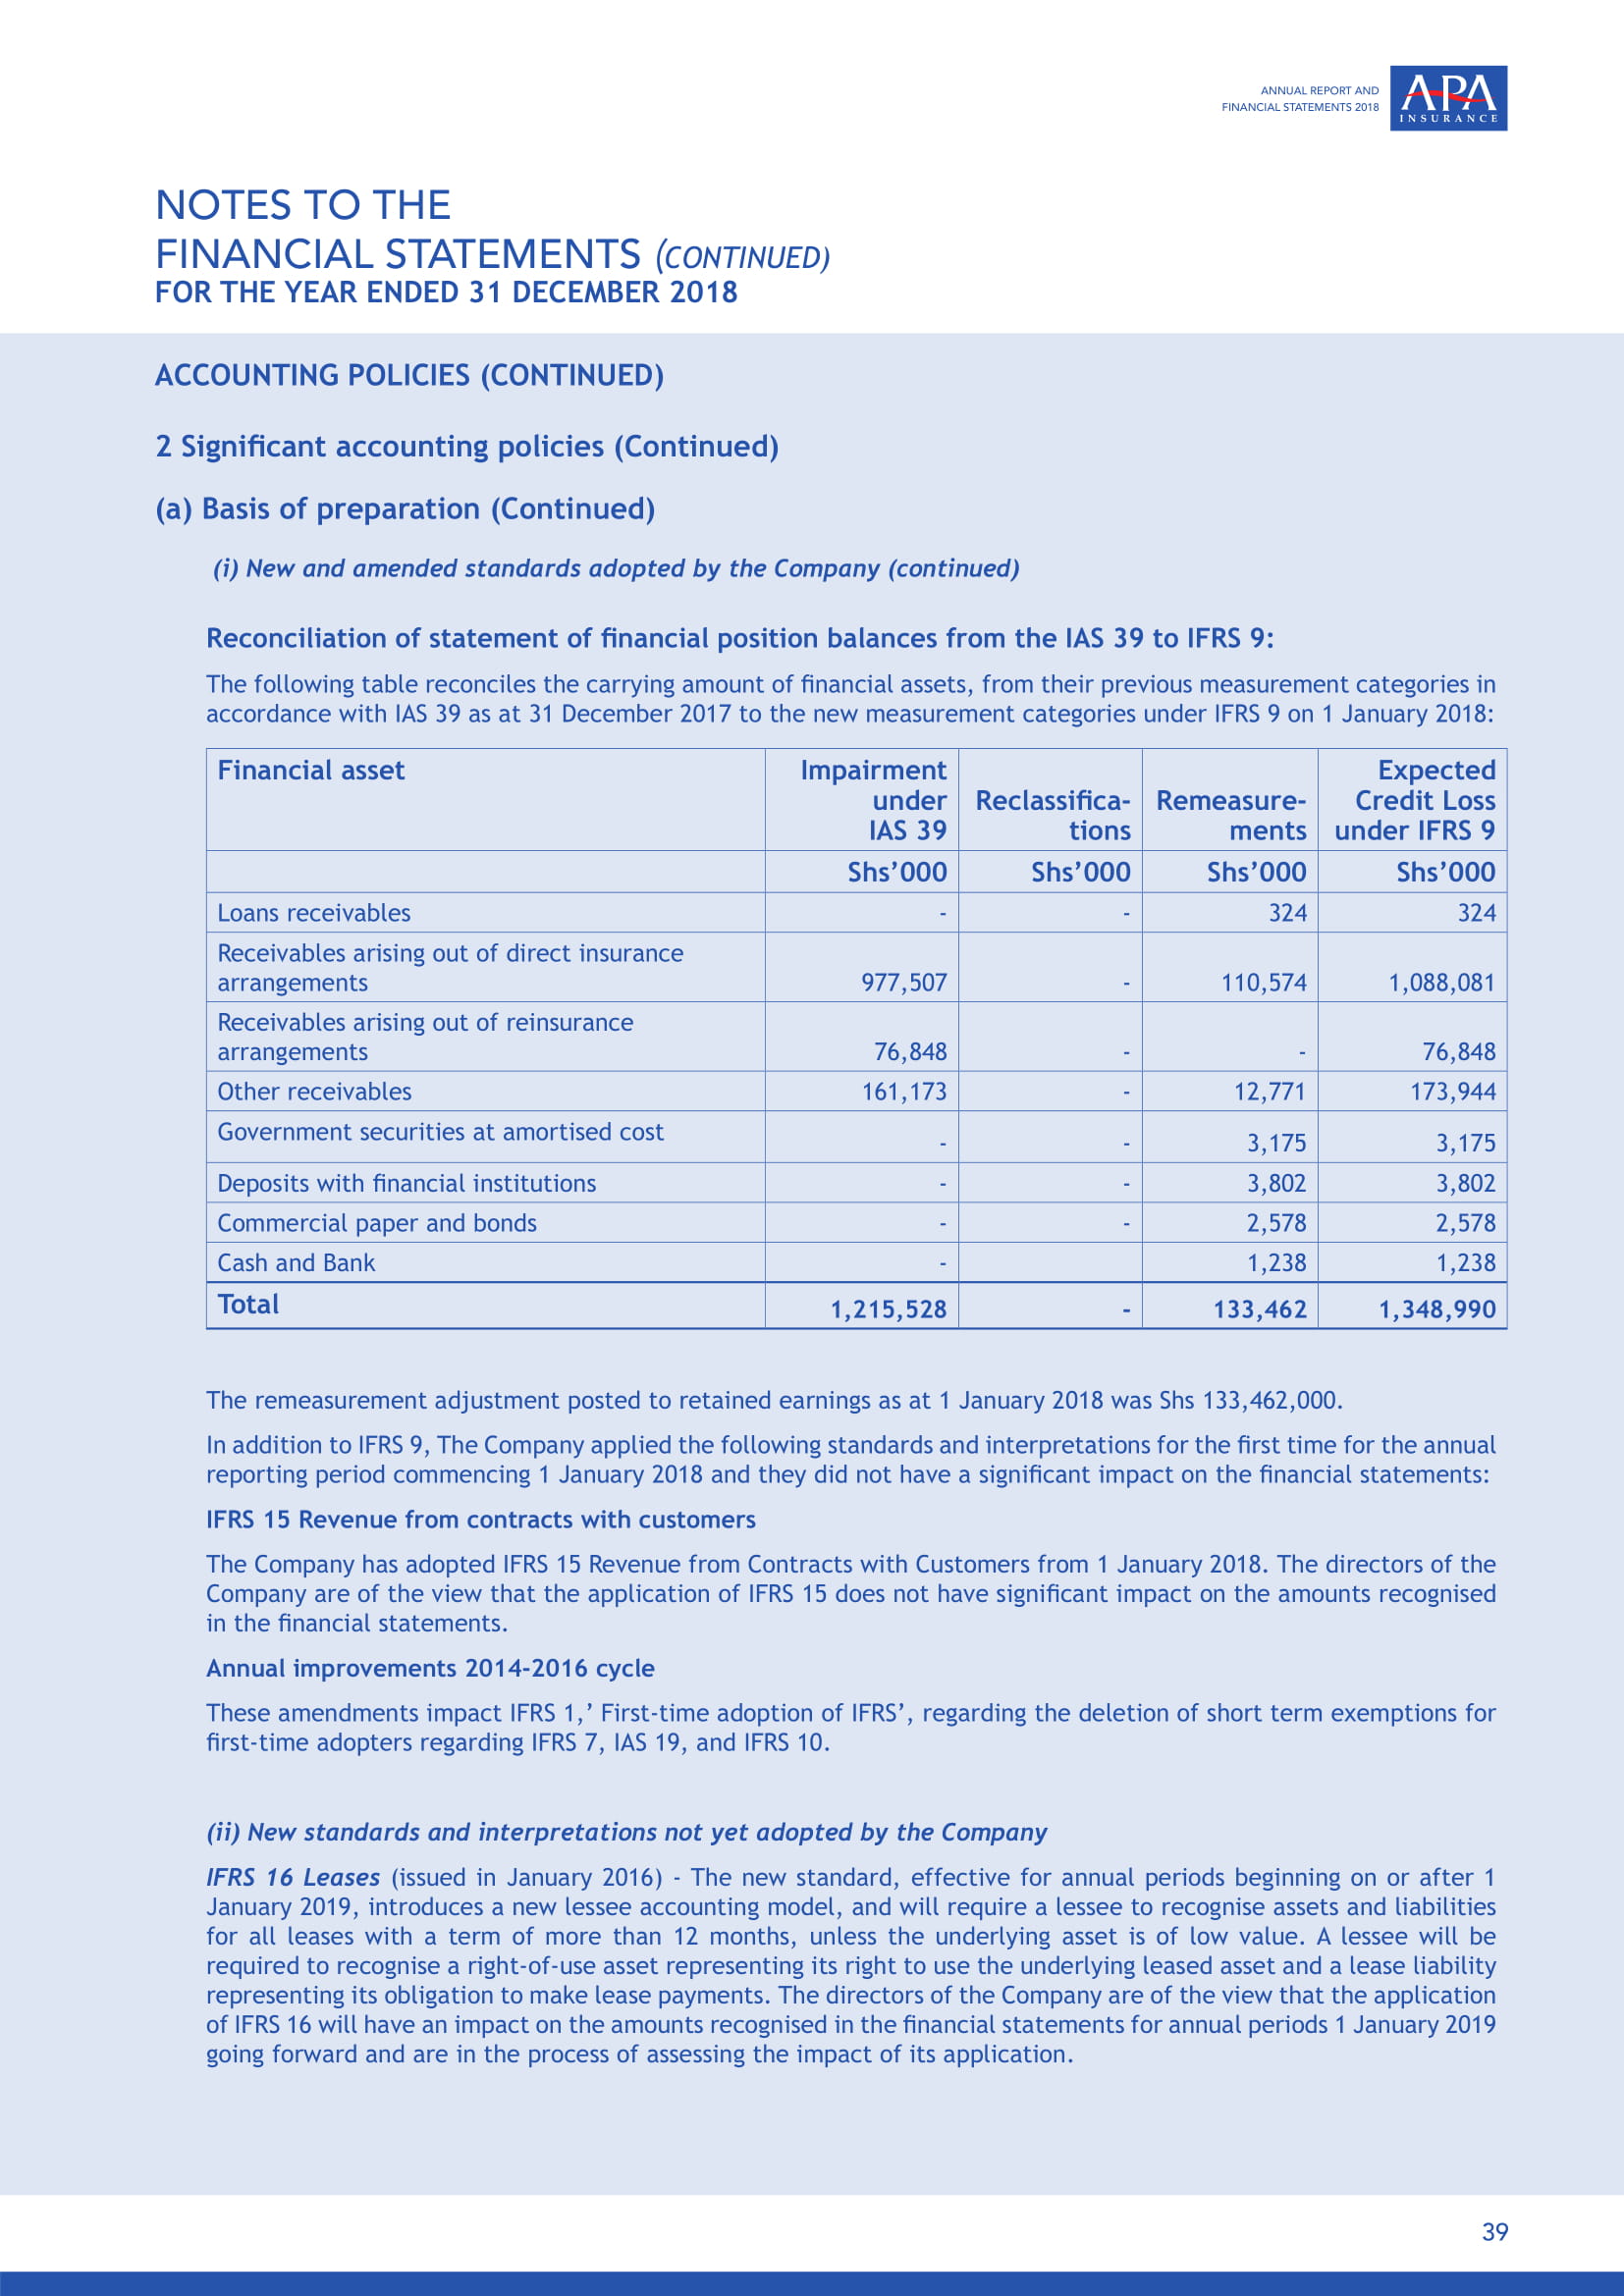 ANNUAL REPORT AND
FINANCIAL STATEMENTS 2018
APA
INSURANCE
NOTES TO THE
FINANCIAL STATEMENTS (CONTINUED)
FOR THE YEAR ENDED 31 DECEMBER 2018
ACCOUNTING POLICIES (CONTINUED)
2 Significant accounting policies (Continued)
(a) Basis of preparation (Continued)
(i) New and amended standards adopted by the Company (continued)
Reconciliation of statement of financial position balances from the IAS 39 to IFRS 9:
The following table reconciles the carrying amount of financial assets, from their previous measurement categories in
accordance with IAS 39 as at 31 December 2017 to the new measurement categories under IFRS 9 on 1 January 2018:
Financial asset Impairment Expected
under Reclassifica- Remeasure- Credit Loss
IAS 39 tions ments under IFRS 9
Shs’000 Shs’000 Shs’000 Shs’000
Loans receivables - - 324 324
Receivables arising out of direct insurance
arrangements 977,507 - 110,574 1,088,081
Receivables arising out of reinsurance
arrangements 76,848 - - 76,848
Other receivables 161,173 - 12,771 173,944
Government securities at amortised cost - - 3,175 3,175
Deposits with financial institutions - - 3,802 3,802
Commercial paper and bonds - - 2,578 2,578
Cash and Bank - 1,238 1,238
Total 1,215,528 - 133,462 1,348,990
The remeasurement adjustment posted to retained earnings as at 1 January 2018 was Shs 133,462,000.
In addition to IFRS 9, The Company applied the following standards and interpretations for the first time for the annual
reporting period commencing 1 January 2018 and they did not have a significant impact on the financial statements:
IFRS 15 Revenue from contracts with customers
The Company has adopted IFRS 15 Revenue from Contracts with Customers from 1 January 2018. The directors of the
Company are of the view that the application of IFRS 15 does not have significant impact on the amounts recognised
in the financial statements.
Annual improvements 2014-2016 cycle
These amendments impact IFRS 1,’ First-time adoption of IFRS’, regarding the deletion of short term exemptions for
first-time adopters regarding IFRS 7, IAS 19, and IFRS 10.
(ii) New standards and interpretations not yet adopted by the Company
IFRS 16 Leases (issued in January 2016) - The new standard, effective for annual periods beginning on or after 1
January 2019, introduces a new lessee accounting model, and will require a lessee to recognise assets and liabilities
for all leases with a term of more than 12 months, unless the underlying asset is of low value. A lessee will be
required to recognise a right-of-use asset representing its right to use the underlying leased asset and a lease liability
representing its obligation to make lease payments. The directors of the Company are of the view that the application
of IFRS 16 will have an impact on the amounts recognised in the financial statements for annual periods 1 January 2019
going forward and are in the process of assessing the impact of its application.
39